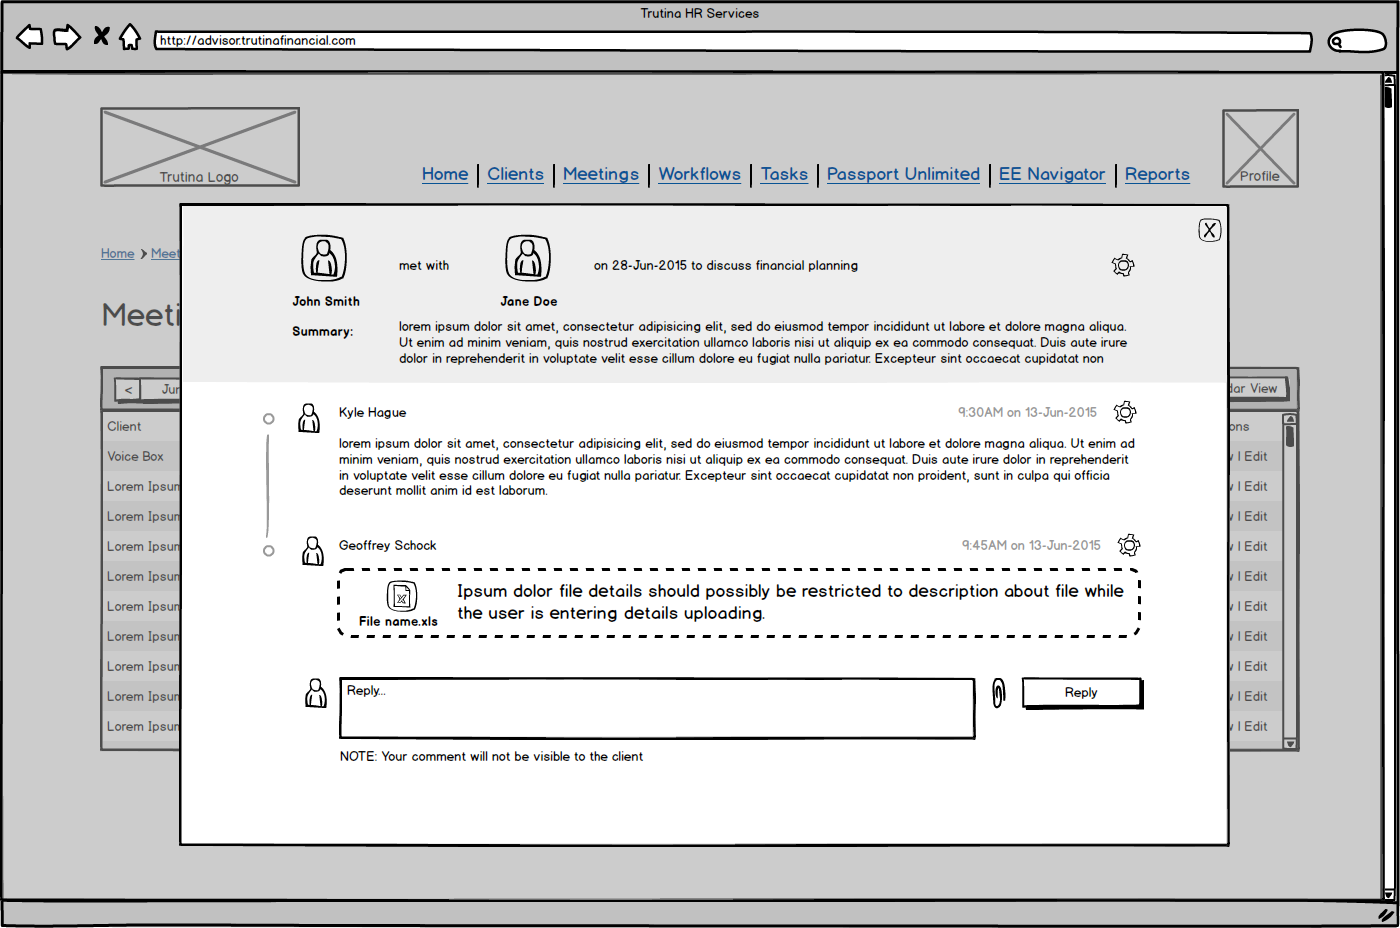 Trutina HR Services
http://advisor.trutinafinancial.com
Trutina Logo
Home | Clients | Meetings | Workflows | Tasks | Passport Unlimited | EE Navigator | Reports
Profile
Home > Meet
Meeti
X
met with
on 28-Jun-2015 to discuss financial planning
John Smith
Jane Doe
Summary:
lorem ipsum dolor sit amet, consectetur adipisicing elit, sed do eiusmod tempor incididunt ut labore et dolore magna aliqua.
Ut enim ad minim veniam, quis nostrud exercitation ullamco laboris nisi ut aliquip ex ea commodo consequat. Duis aute irure
dolor in reprehenderit in voluptate velit esse cillum dolore eu fugiat nulla pariatur. Excepteur sint occaecat cupidatat non
< Jun
dar View
Client
ons
Voice Box
w | Edit
Lorem Ipsum
w | Edit
Lorem Ipsum
w | Edit
Lorem Ipsum
w | Edit
Lorem Ipsum
w | Edit
Lorem Ipsum
w | Edit
Lorem Ipsum
w | Edit
Lorem Ipsum
w | Edit
Lorem Ipsum
w | Edit
Lorem Ipsum
w | Edit
Kyle Hague
9:30AM on 13-Jun-2015
lorem ipsum dolor sit amet, consectetur adipisicing elit, sed do eiusmod tempor incididunt ut labore et dolore magna aliqua. Ut enim ad
minim veniam, quis nostrud exercitation ullamco laboris nisi ut aliquip ex ea commodo consequat. Duis aute irure dolor in reprehenderit
in voluptate velit esse cillum dolore eu fugiat nulla pariatur. Excepteur sint occaecat cupidatat non proident, sunt in culpa qui officia
deserunt mollit anim id est laborum.
Geoffrey Schock
9:45AM on 13-Jun-2015
X
File name.xls
Ipsum dolor file details should possibly be restricted to description about file while
the user is entering details uploading.
Reply...
Reply
NOTE: Your comment will not be visible to the client